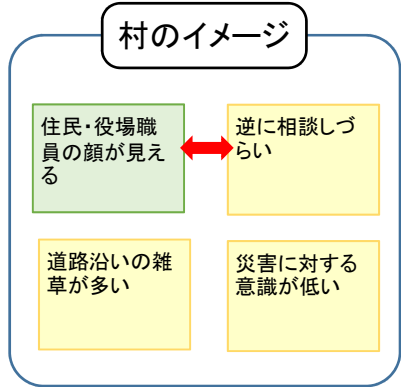 村のイメージ
住民・役場職
員の顔が見え
る
逆に相談しづ
らい
道路沿いの雑
草が多い
災害に対する
意識が低い